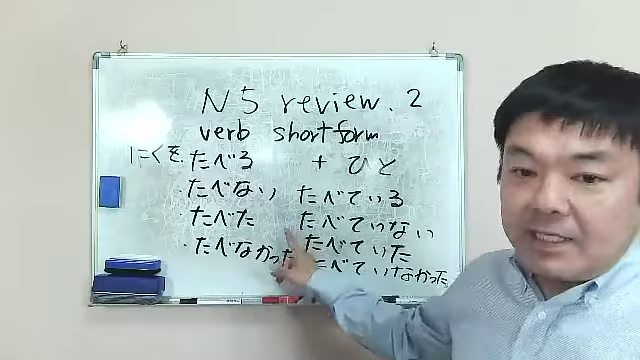 N5 review. 2
verb short form
にくを たべる + ひと
・たべない たべている
・たべた たべていない
・たべなかった たべていた
たべていなかった